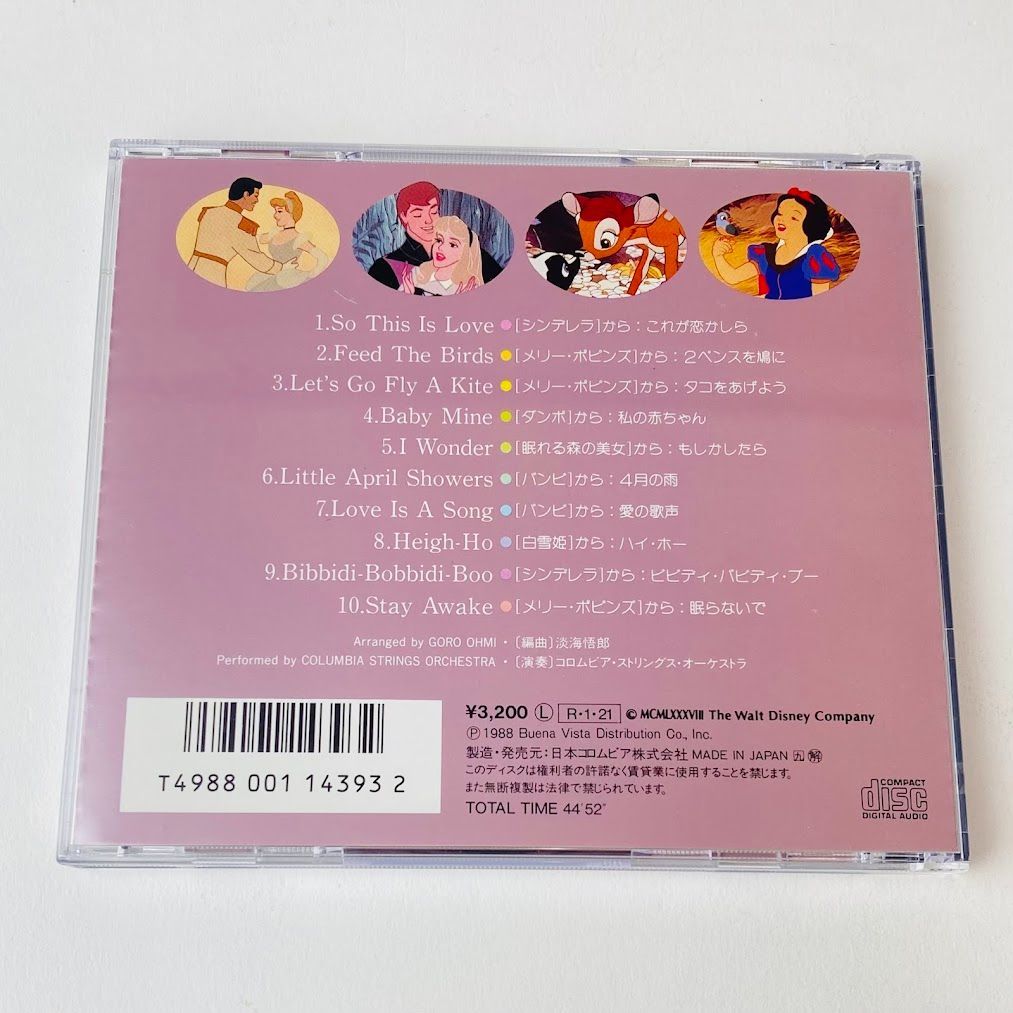 1.So This Is Love ●[シンデレラ]から：これが恋かしら
2.Feed The Birds ●[メリー・ポピンズ]から：２ペンスを鳩に
3.Let's Go Fly A Kite ●[メリー・ポピンズ]から：タコをあげよう
4.Baby Mine ●[ダンボ]から：私の赤ちゃん
5.I Wonder ●[眠れる森の美女]から：もしかしたら
6.Little April Showers ●[バンビ]から：４月の雨
7.Love Is A Song ●[バンビ]から：愛の歌声
8.Heigh-Ho ●[白雪姫]から：ハイ・ホー
9.Bibbidi-Bobbidi-Boo ●[シンデレラ]から：ビビディ・バビディ・ブー
10.Stay Awake ●[メリー・ポピンズ]から：眠らないで
Arranged by GORO OHMI・[編曲]淡海悟郎
Performed by COLUMBIA STRINGS ORCHESTRA・[演奏]コロムビア・ストリングス・オーケストラ
T4988 001 14393 2
¥3,200 Ⓛ R・1・21 © MCMLXXXVIII The Walt Disney Company
Ⓟ 1988 Buena Vista Distribution Co., Inc.
製造・発売元：日本コロムビア株式会社 MADE IN JAPAN 九 解
このディスクは権利者の許諾なく賃貸業に使用することを禁じます。
また無断複製は法律で禁じられています。
TOTAL TIME 44'52"
COMPACT
disc
DIGITAL AUDIO